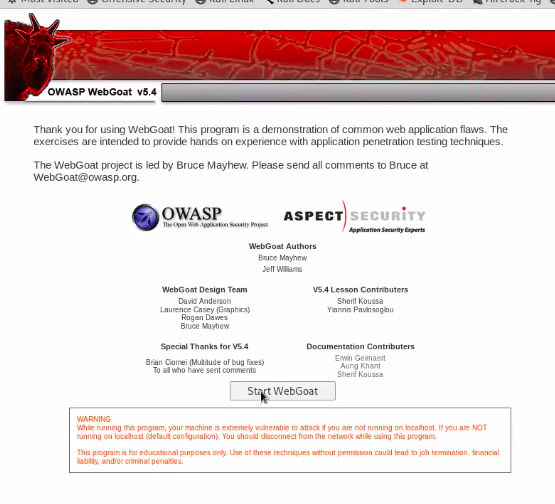 Most Visited Offensive Security Kali Linux Kali Docs Kali Tools Exploit-DB Aircrack-ng
OWASP WebGoat v5.4
Thank you for using WebGoat! This program is a demonstration of common web application flaws. The
exercises are intended to provide hands on experience with application penetration testing techniques.
The WebGoat project is led by Bruce Mayhew. Please send all comments to Bruce at
WebGoat@owasp.org.
OWASP
The Open Web Application Security Project
ASPECT SECURITY
Application Security Experts
WebGoat Authors
Bruce Mayhew
Jeff Williams
WebGoat Design Team
David Anderson
Laurence Casey (Graphics)
Rogan Dawes
Bruce Mayhew
V5.4 Lesson Contributers
Sherif Koussa
Yiannis Pavlosoglou
Special Thanks for V5.4
Brian Ciomei (Multitude of bug fixes)
To all who have sent comments
Documentation Contributers
Erwin Geirnaert
Aung Khant
Sherif Koussa
Start WebGoat
WARNING
While running this program, your machine is extremely vulnerable to attack if you are not running on localhost. If you are NOT
running on localhost (default configuration), You should disconnect from the network while using this program.
This program is for educational purposes only. Use of these techniques without permission could lead to job termination, financial
liability, and/or criminal penalties.